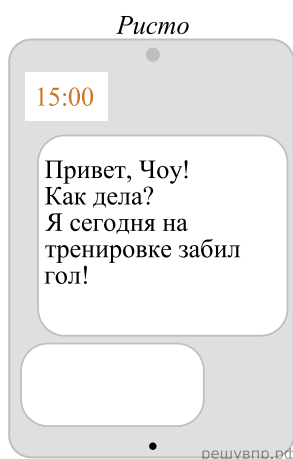 Ристо
15:00
Привет, Чоу!
Как дела?
Я сегодня на
тренировке забил
гол!
решувпр.рф